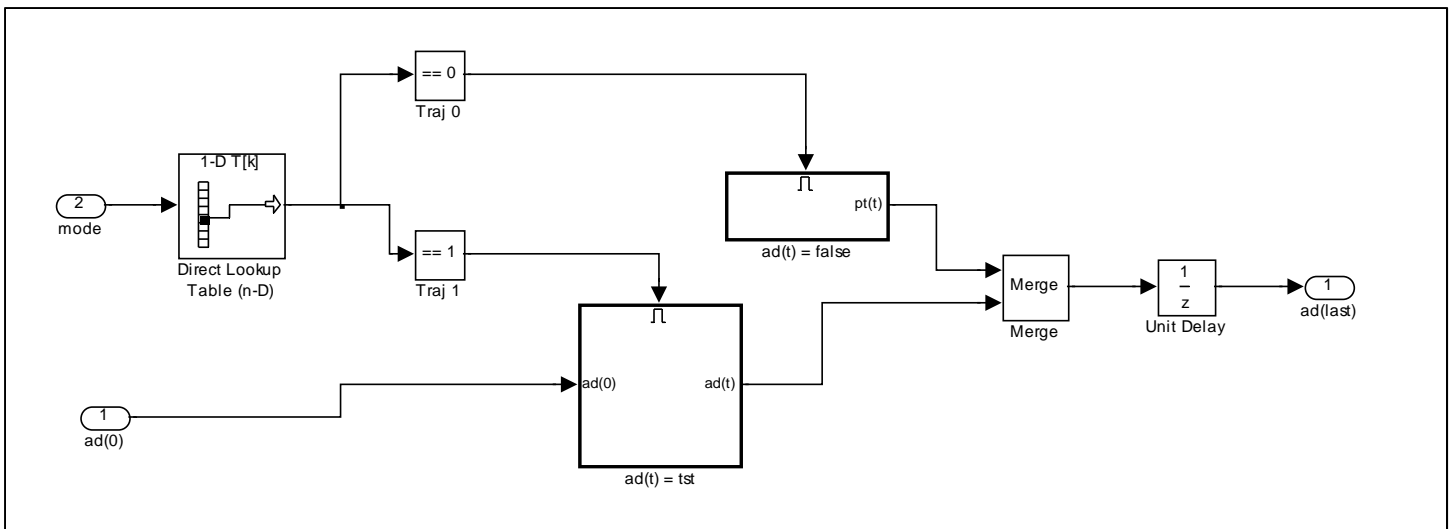 == 0
Traj 0
1-D T[k]
2
mode
Direct Lookup
Table (n-D)
== 1
Traj 1
pt(t)
ad(t) = false
Merge
Merge
1
z
Unit Delay
1
ad(last)
ad(0)
ad(t)
ad(t) = tst
1
ad(0)